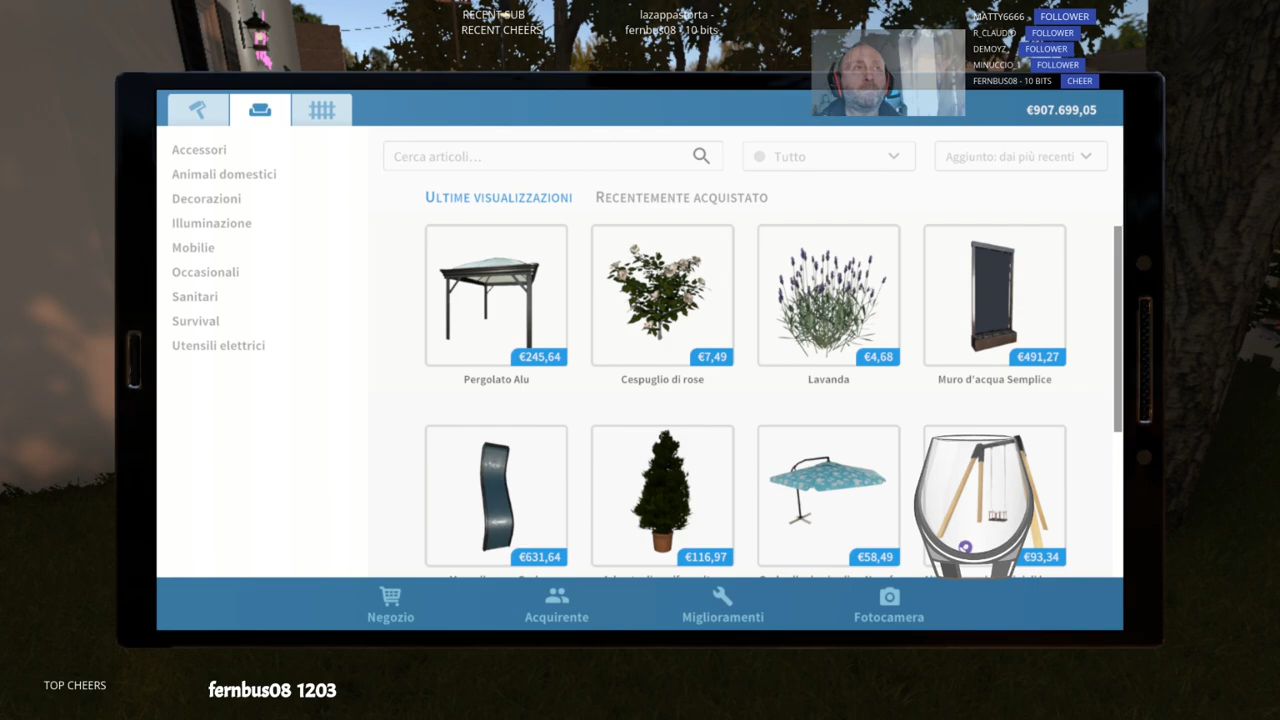 RECENT SUB
lazappastorta -
RECENT CHEERS
fernbus08 - 10 bits
MATTY6666 FOLLOWER
R_CLAUDIO FOLLOWER
DEMOYZ_ FOLLOWER
MINUCCIO_1 FOLLOWER
FERNBUS08 - 10 BITS CHEER
€907.699,05
Accessori
Animali domestici
Decorazioni
Illuminazione
Mobilie
Occasionali
Sanitari
Survival
Utensili elettrici
Cerca articoli...
Tutto
Aggiunto: dai più recenti
ULTIME VISUALIZZAZIONI
RECENTEMENTE ACQUISTATO
€245,64
Pergolato Alu
€7,49
Cespuglio di rose
€4,68
Lavanda
€491,27
Muro d'acqua Semplice
€631,64
€116,97
€58,49
€93,34
Negozio
Acquirente
Miglioramenti
Fotocamera
TOP CHEERS
fernbus08 1203